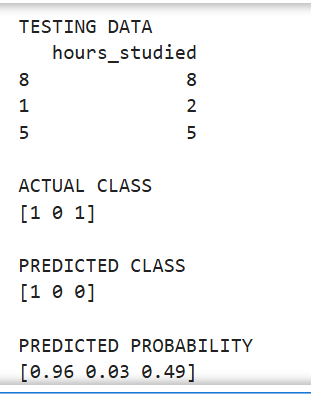 TESTING DATA
hours_studied
8 8
1 2
5 5
ACTUAL CLASS
[1 0 1]
PREDICTED CLASS
[1 0 0]
PREDICTED PROBABILITY
[0.96 0.03 0.49]